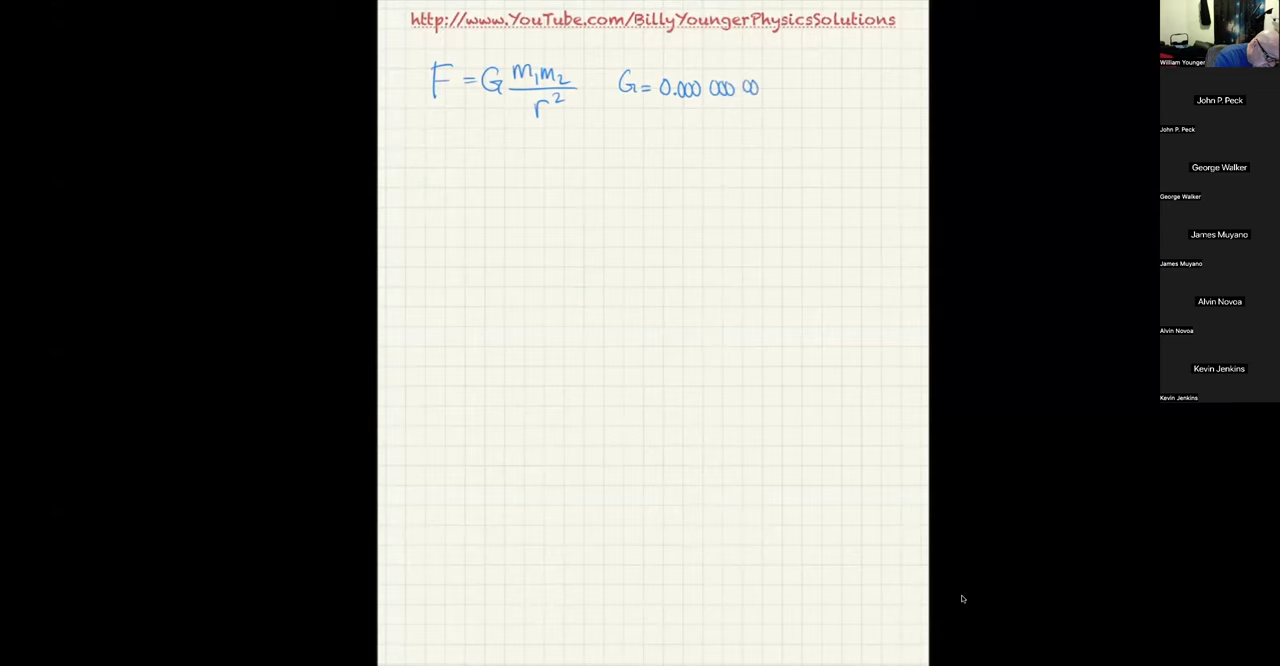 http://www.YouTube.com/BillyYoungerPhysicsSolutions
F = G m₁m₂ / r² G = 0.000 000 00
William Younger
John P. Peck
John P. Peck
George Walker
George Walker
James Muyano
James Muyano
Alvin Novoa
Alvin Novoa
Kevin Jenkins
Kevin Jenkins